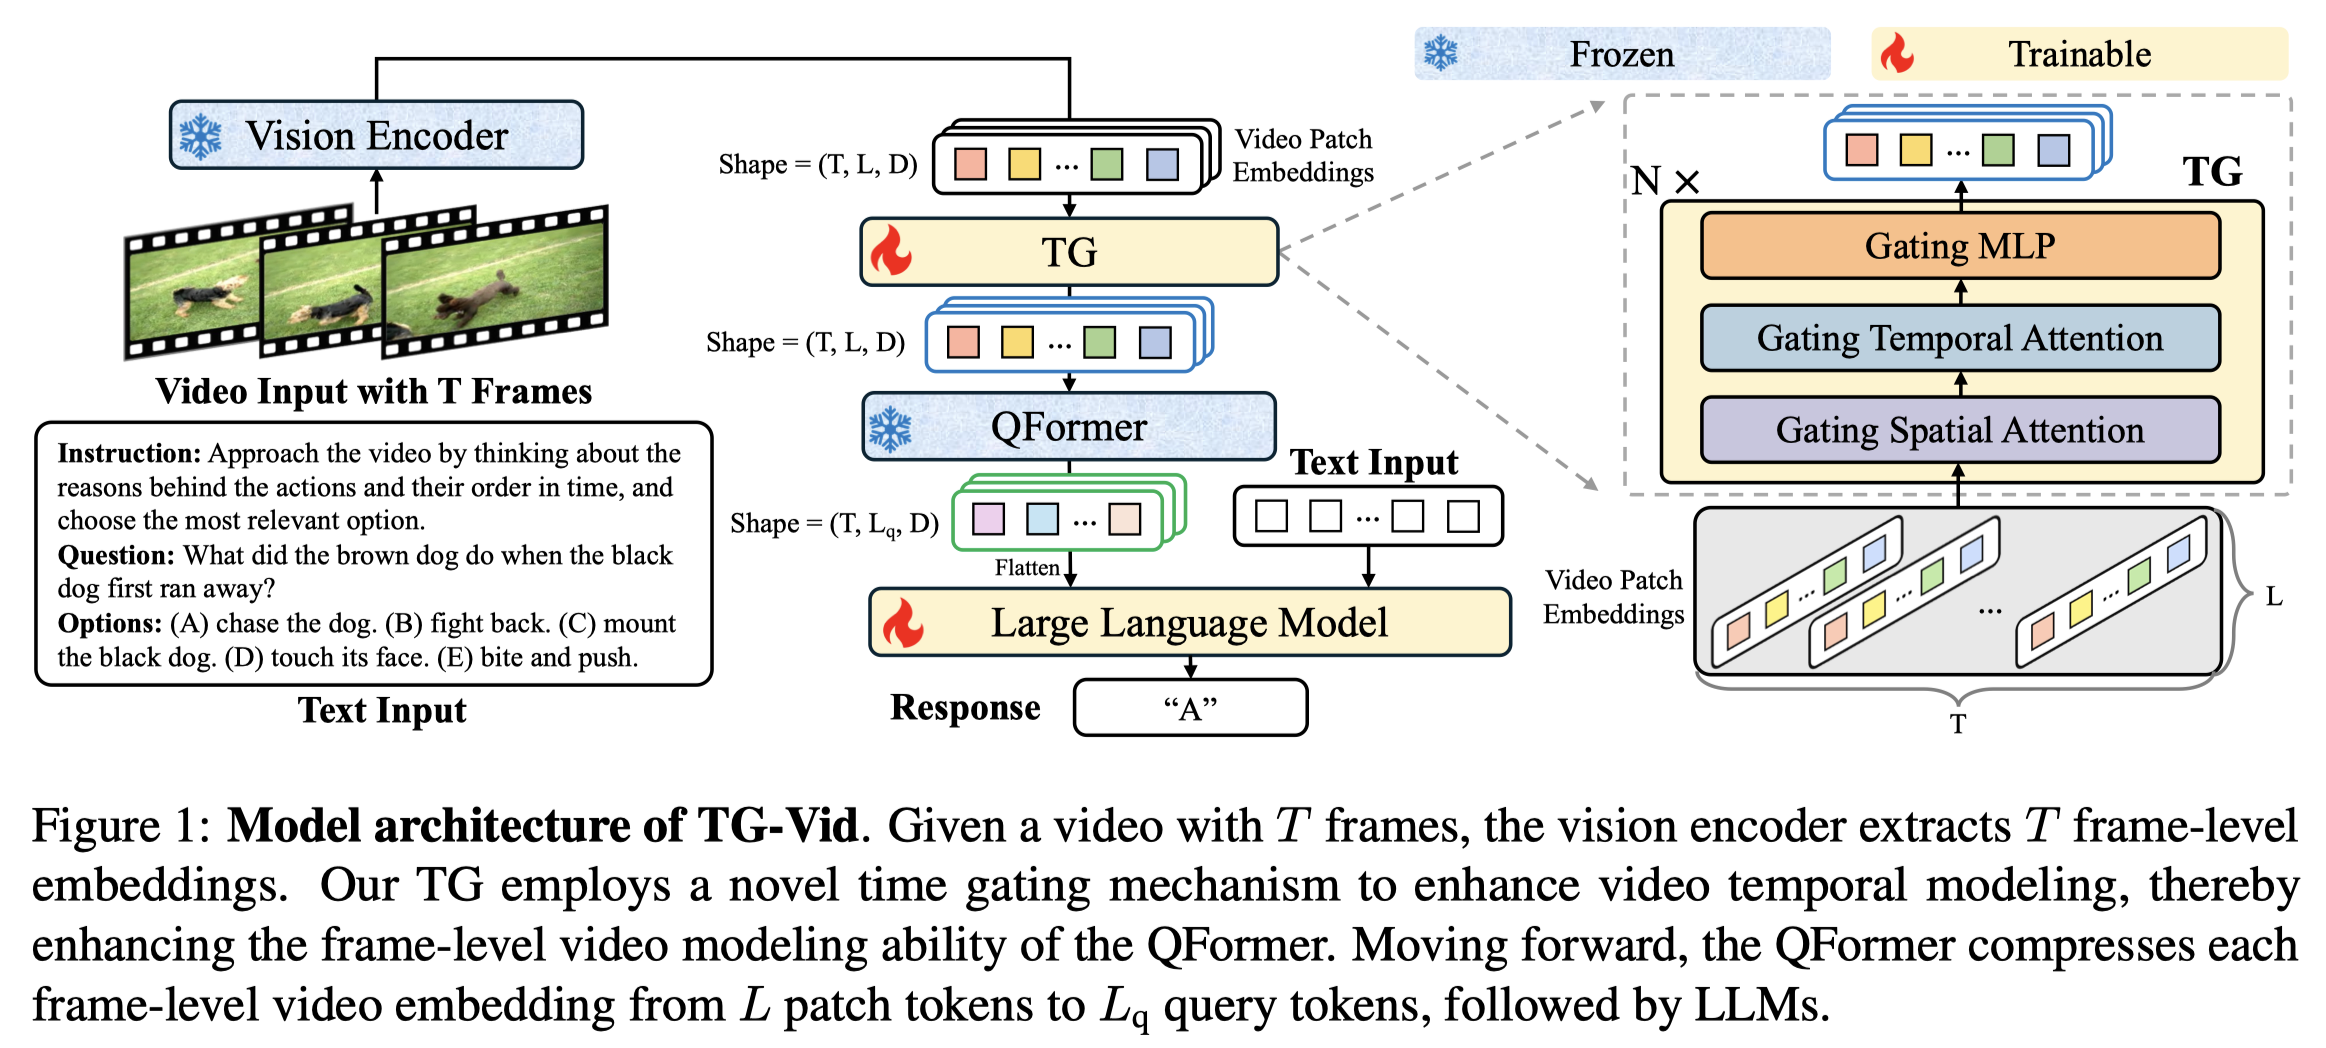 Frozen
Trainable
Vision Encoder
Video Input with T Frames
Instruction: Approach the video by thinking about the
reasons behind the actions and their order in time, and
choose the most relevant option.
Question: What did the brown dog do when the black
dog first ran away?
Options: (A) chase the dog. (B) fight back. (C) mount
the black dog. (D) touch its face. (E) bite and push.
Text Input
Shape = (T, L, D)
...
Video Patch
Embeddings
TG
Shape = (T, L, D)
...
QFormer
Shape = (T, Lq, D)
...
Flatten
Text Input
...
Large Language Model
Response
“A”
...
N ×
TG
Gating MLP
Gating Temporal Attention
Gating Spatial Attention
Video Patch
Embeddings
...
...
...
...
L
T
Figure 1: Model architecture of TG-Vid. Given a video with T frames, the vision encoder extracts T frame-level
embeddings. Our TG employs a novel time gating mechanism to enhance video temporal modeling, thereby
enhancing the frame-level video modeling ability of the QFormer. Moving forward, the QFormer compresses each
frame-level video embedding from L patch tokens to Lq query tokens, followed by LLMs.